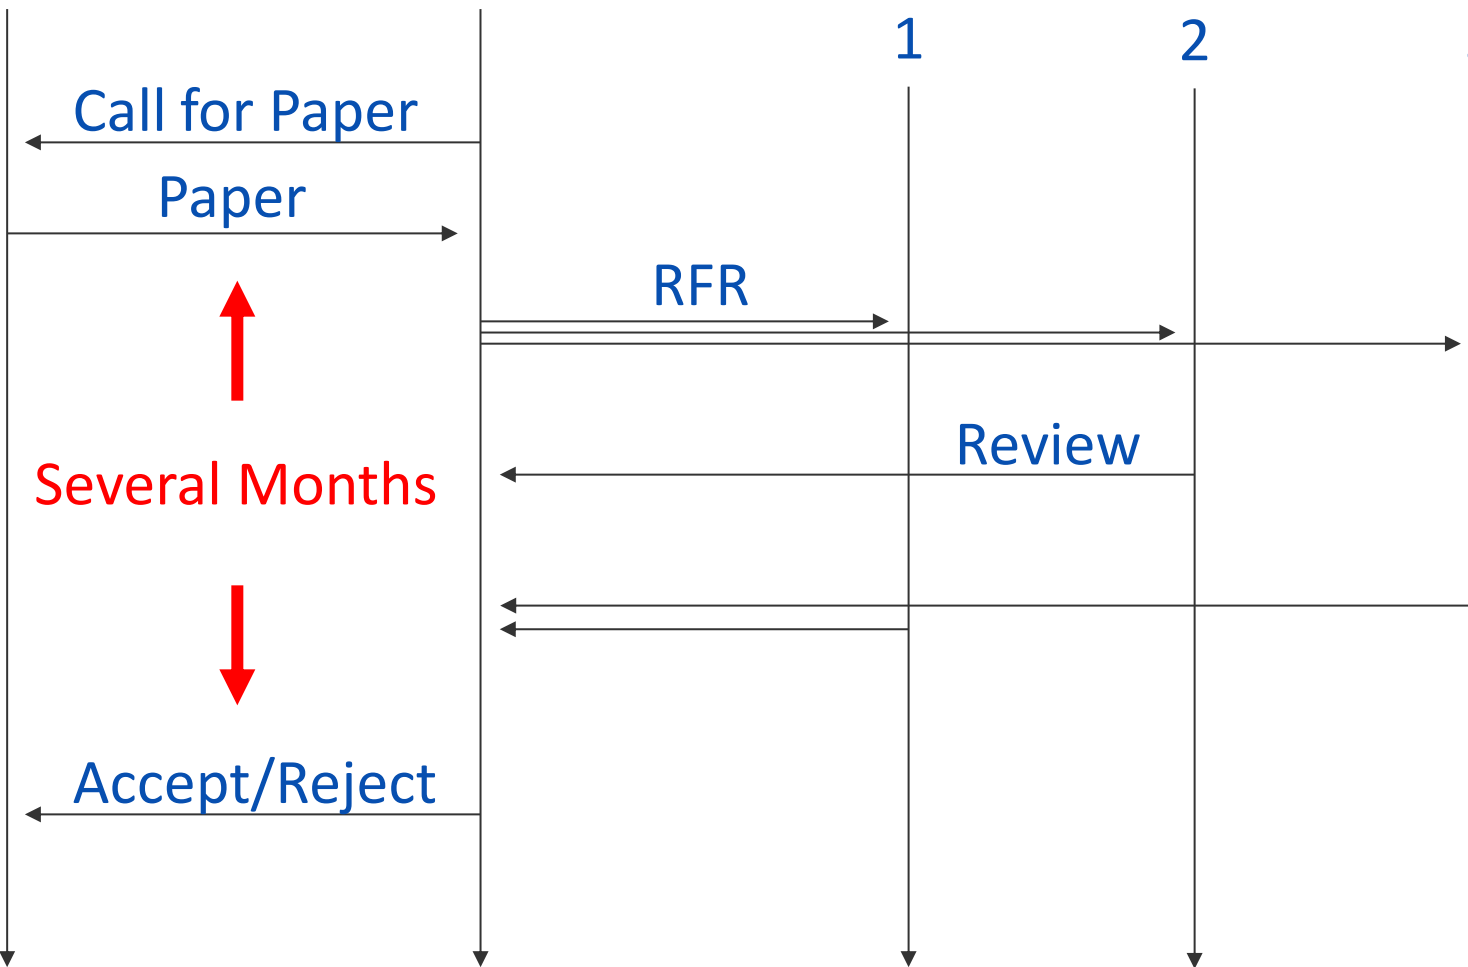 1
2
Call for Paper
Paper
RFR
Review
Several Months
Accept/Reject